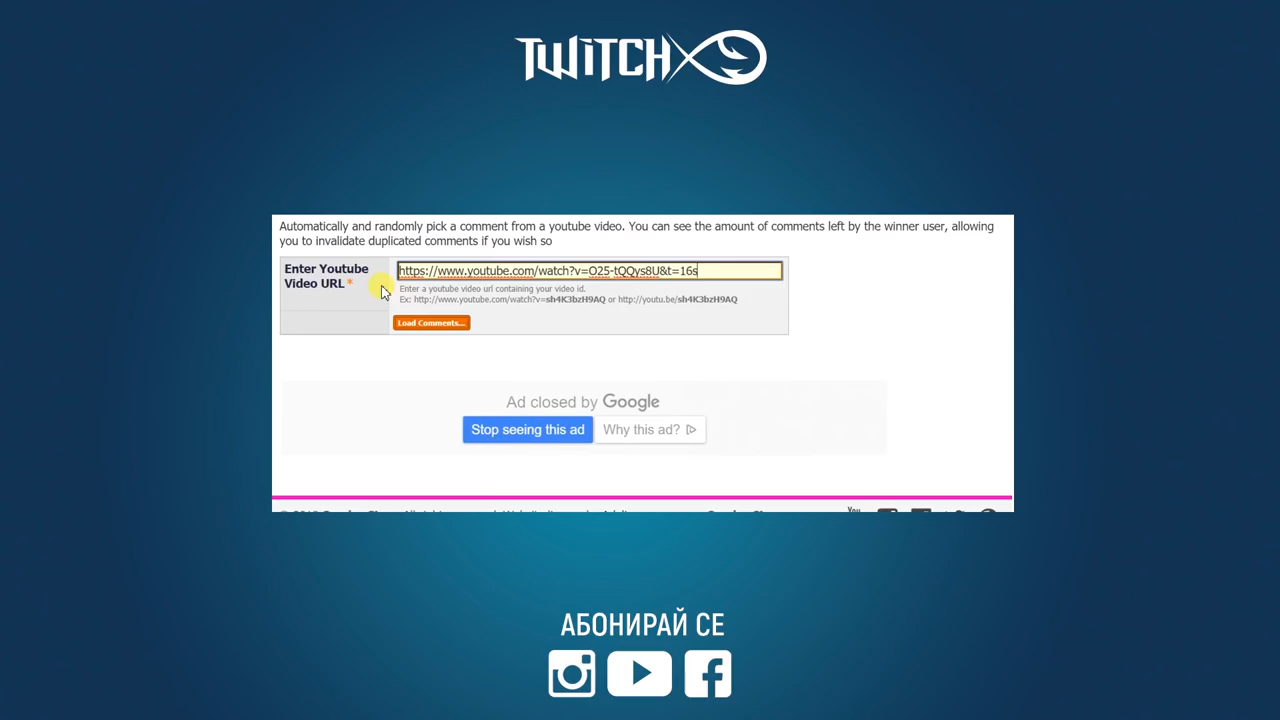 TWITCH
Automatically and randomly pick a comment from a youtube video. You can see the amount of comments left by the winner user, allowing
you to invalidate duplicated comments if you wish so
Enter Youtube
Video URL *
https://www.youtube.com/watch?v=O25-tQQys8U&t=16s
Enter a youtube video url containing your video id.
Ex: http://www.youtube.com/watch?v=sh4K3bzH9AQ or http://youtu.be/sh4K3bzH9AQ
Load Comments...
Ad closed by Google
Stop seeing this ad
Why this ad?
You
АБОНИРАЙ СЕ